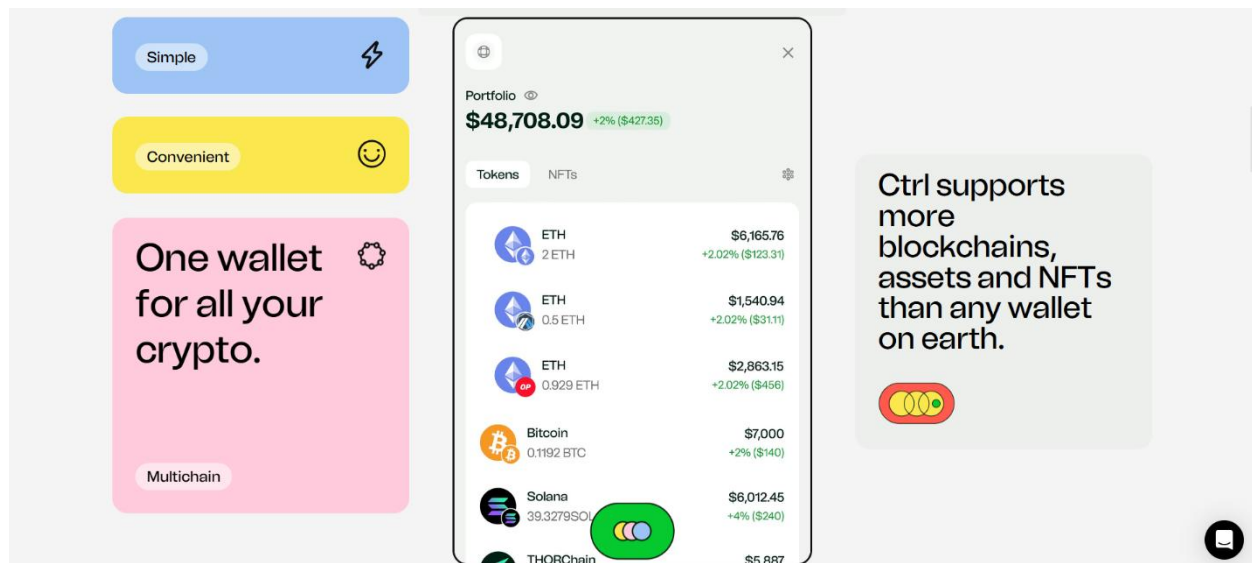 Simple
Convenient
One wallet
for all your
crypto.
Multichain
Portfolio
$48,708.09 +2% ($427.35)
Tokens NFTs
ETH $6,165.76
2 ETH +2.02% ($123.31)
ETH $1,540.94
0.5 ETH +2.02% ($31.11)
ETH $2,863.15
OP 0.929 ETH +2.02% ($456)
Bitcoin $7,000
0.1192 BTC +2% ($140)
Solana $6,012.45
39.3279SOL +4% ($240)
THORChain $5,887
Ctrl supports
more
blockchains,
assets and NFTs
than any wallet
on earth.